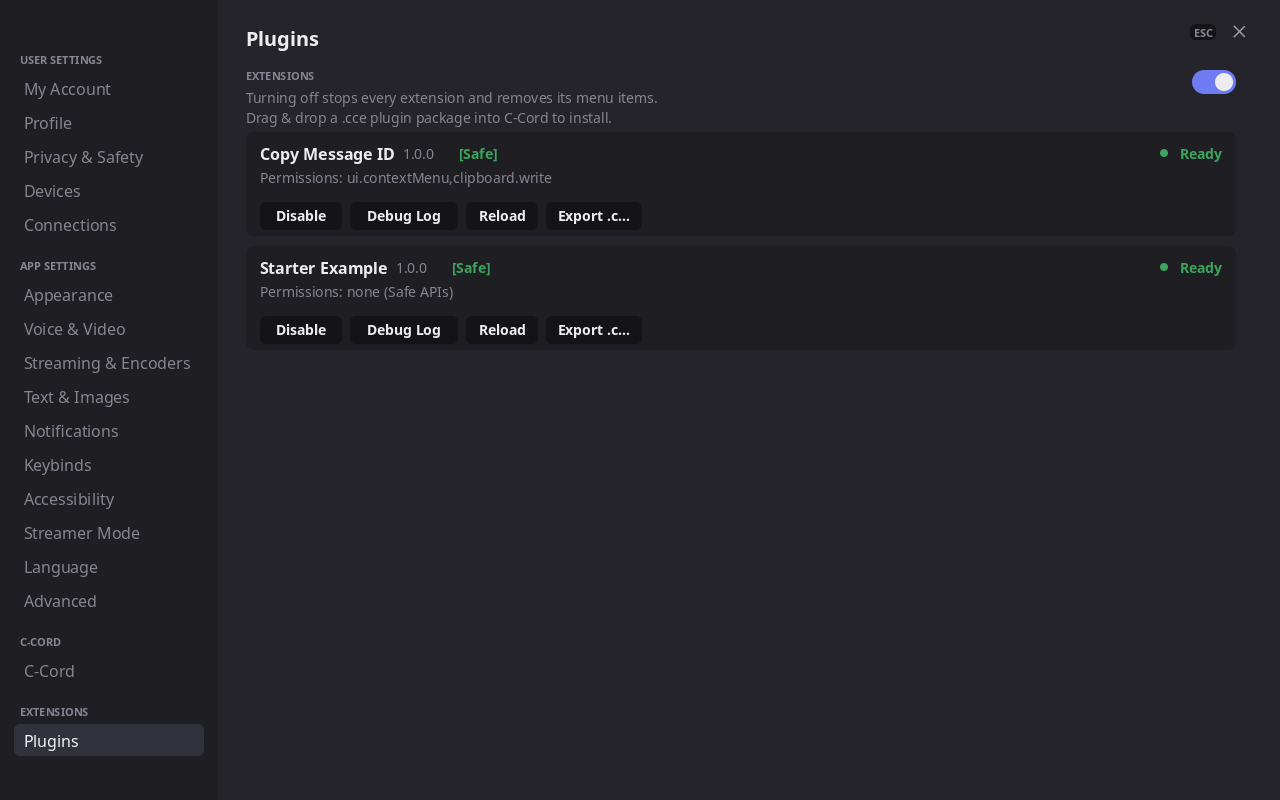 USER SETTINGS
My Account
Profile
Privacy & Safety
Devices
Connections
APP SETTINGS
Appearance
Voice & Video
Streaming & Encoders
Text & Images
Notifications
Keybinds
Accessibility
Streamer Mode
Language
Advanced
C-CORD
C-Cord
EXTENSIONS
Plugins
Plugins
ESC
EXTENSIONS
Turning off stops every extension and removes its menu items.
Drag & drop a .cce plugin package into C-Cord to install.
Copy Message ID 1.0.0 [Safe] Ready
Permissions: ui.contextMenu,clipboard.write
Disable Debug Log Reload Export .c...
Starter Example 1.0.0 [Safe] Ready
Permissions: none (Safe APIs)
Disable Debug Log Reload Export .c...